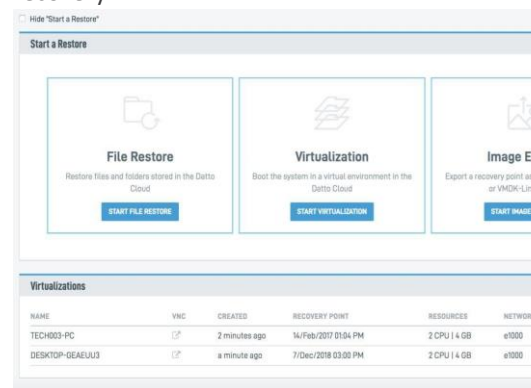 Hide "Start a Restore"
Start a Restore
File Restore
Restore files and folders stored in the Datto
Cloud
START FILE RESTORE
Virtualization
Boot the system in a virtual environment in the
Datto Cloud
START VIRTUALIZATION
Image E
Export a recovery point a
or VMDK-Lin
START IMAGE
Virtualizations
NAME VNC CREATED RECOVERY POINT RESOURCES NETWOR
TECH003-PC 2 minutes ago 14/Feb/2017 01:04 PM 2 CPU | 4 GB e1000
DESKTOP-GEAEUU3 a minute ago 7/Dec/2018 03:00 PM 2 CPU | 4 GB e1000